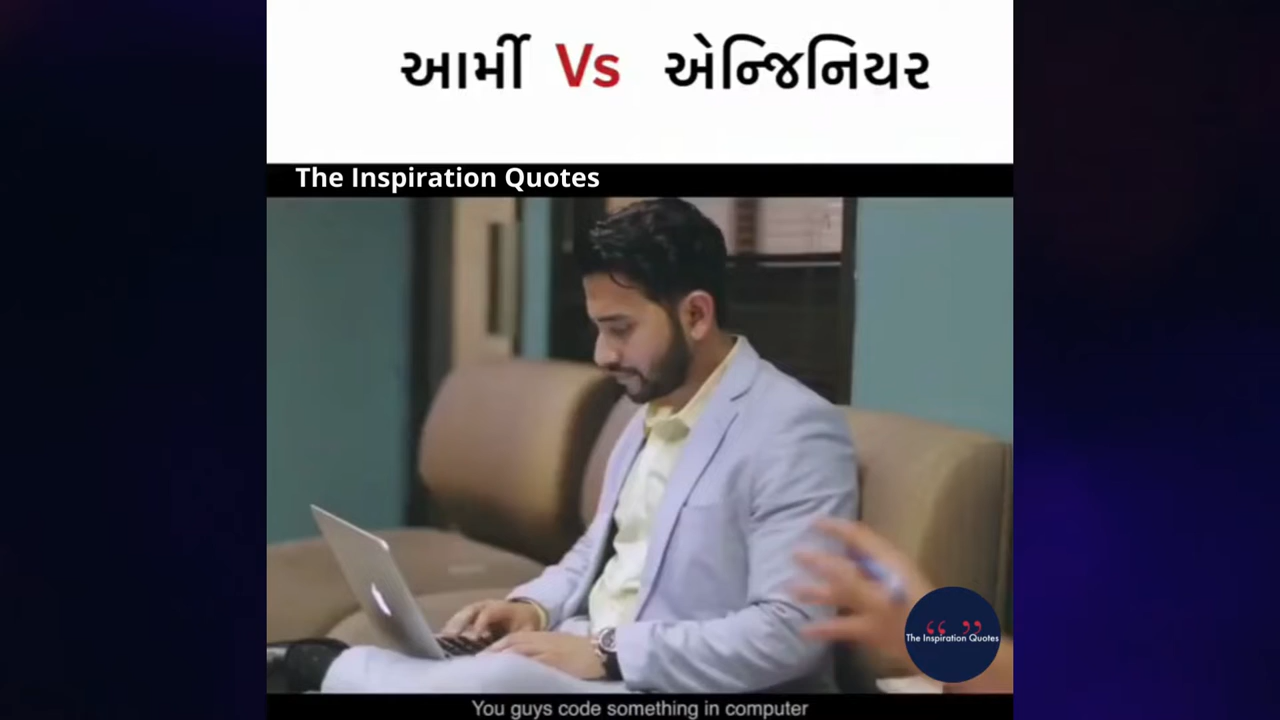 આર્મી Vs એન્જિનિયર
The Inspiration Quotes
“ ”
The Inspiration Quotes
You guys code something in computer